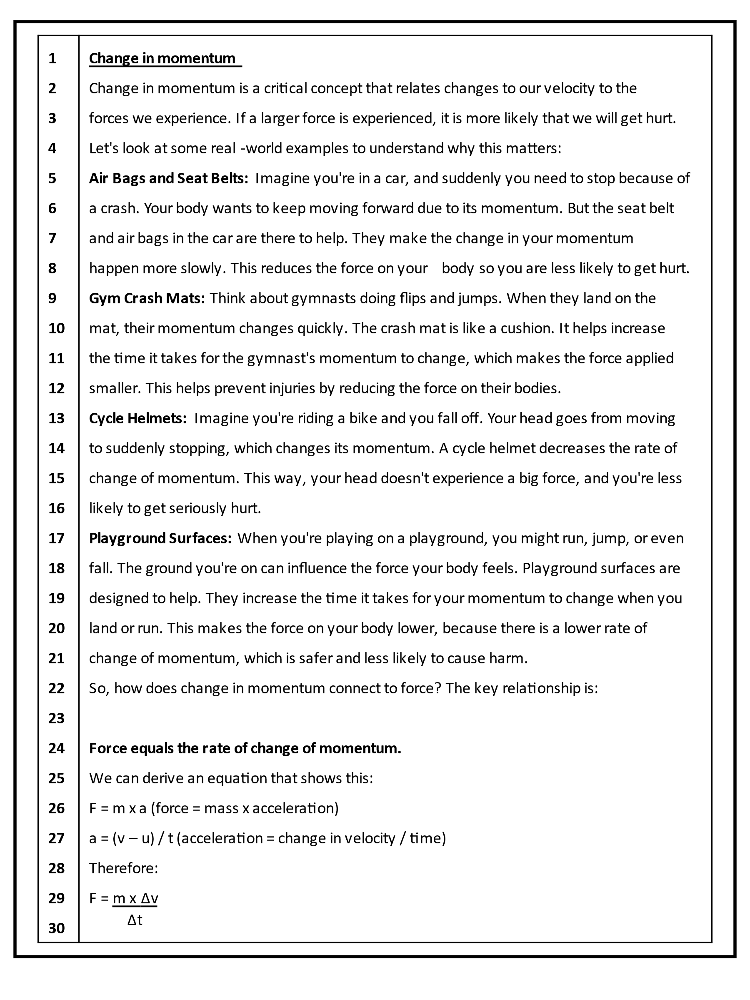 1 Change in momentum
2 Change in momentum is a critical concept that relates changes to our velocity to the
3 forces we experience. If a larger force is experienced, it is more likely that we will get hurt.
4 Let's look at some real -world examples to understand why this matters:
5 Air Bags and Seat Belts: Imagine you're in a car, and suddenly you need to stop because of
6 a crash. Your body wants to keep moving forward due to its momentum. But the seat belt
7 and air bags in the car are there to help. They make the change in your momentum
8 happen more slowly. This reduces the force on your body so you are less likely to get hurt.
9 Gym Crash Mats: Think about gymnasts doing flips and jumps. When they land on the
10 mat, their momentum changes quickly. The crash mat is like a cushion. It helps increase
11 the time it takes for the gymnast's momentum to change, which makes the force applied
12 smaller. This helps prevent injuries by reducing the force on their bodies.
13 Cycle Helmets: Imagine you're riding a bike and you fall off. Your head goes from moving
14 to suddenly stopping, which changes its momentum. A cycle helmet decreases the rate of
15 change of momentum. This way, your head doesn't experience a big force, and you're less
16 likely to get seriously hurt.
17 Playground Surfaces: When you're playing on a playground, you might run, jump, or even
18 fall. The ground you're on can influence the force your body feels. Playground surfaces are
19 designed to help. They increase the time it takes for your momentum to change when you
20 land or run. This makes the force on your body lower, because there is a lower rate of
21 change of momentum, which is safer and less likely to cause harm.
22 So, how does change in momentum connect to force? The key relationship is:
23
24 Force equals the rate of change of momentum.
25 We can derive an equation that shows this:
26 F = m x a (force = mass x acceleration)
27 a = (v – u) / t (acceleration = change in velocity / time)
28 Therefore:
29 F = m x Δv
Δt
30